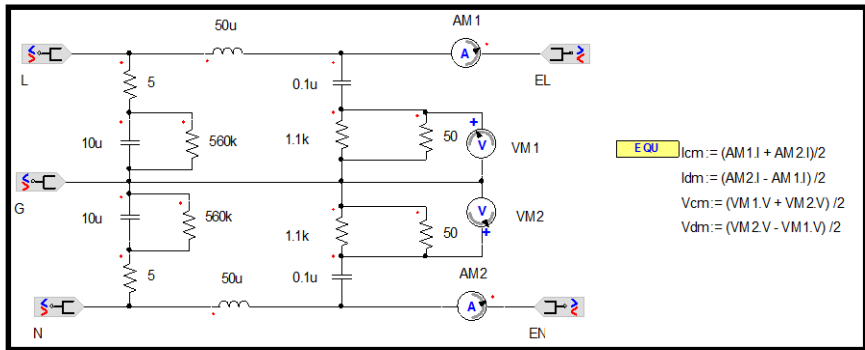 50u
AM1
A
L
EL
5
0.1u
10u
560k
1.1k
50
+
V
VM1
G
10u
560k
1.1k
50
V
+
VM2
5
50u
0.1u
AM2
A
N
EN
EQU
Icm:= (AM1.I + AM2.I)/2
Idm:= (AM2.I - AM1.I) /2
Vcm:= (VM1.V + VM2.V) /2
Vdm:= (VM2.V - VM1.V) /2